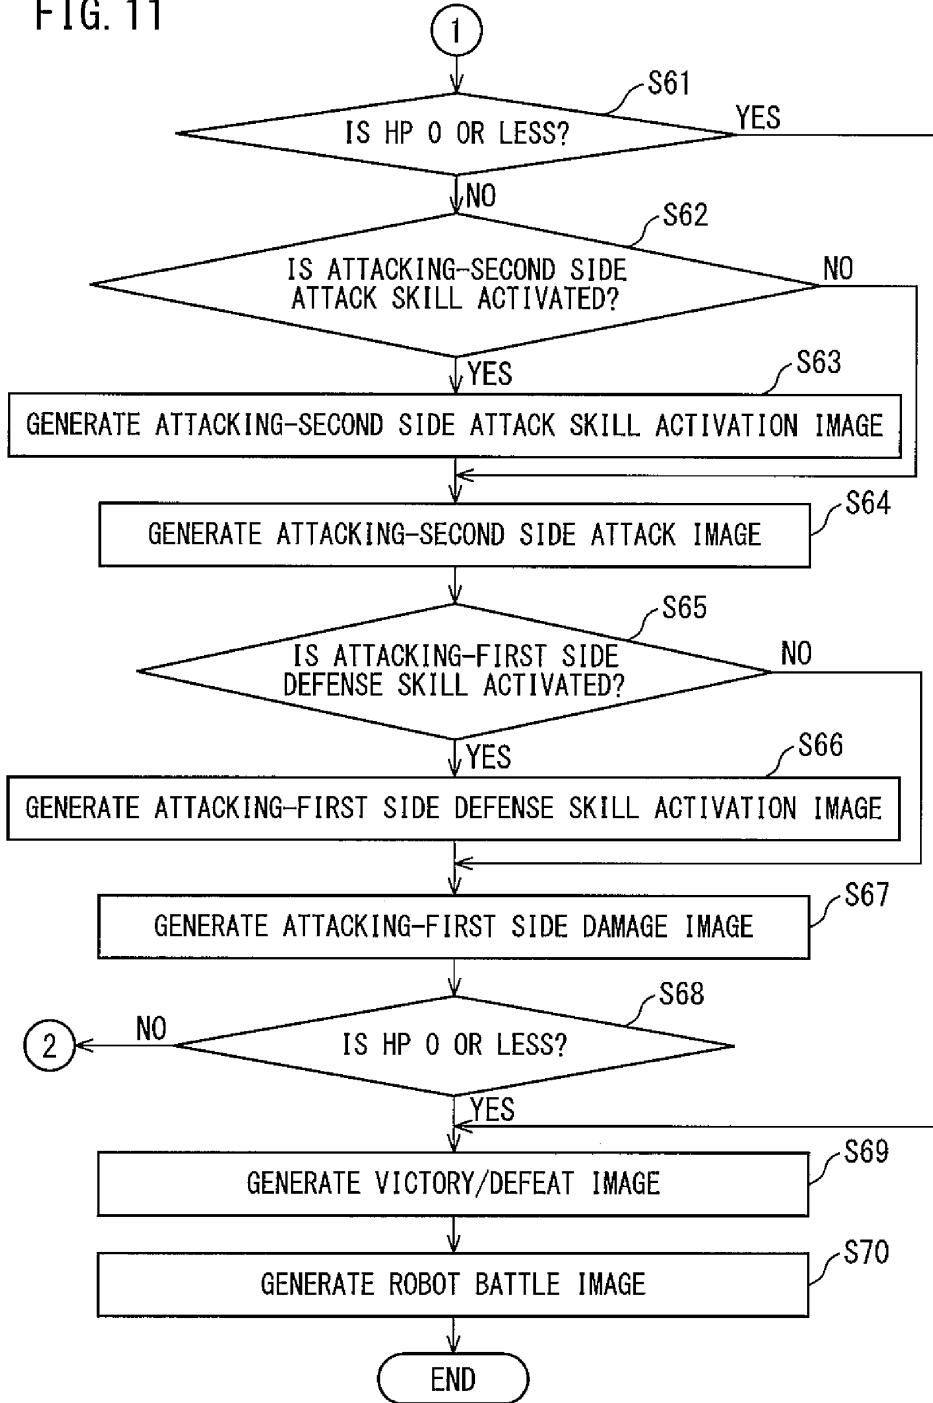 FIG. 11
1
S61
IS HP 0 OR LESS?
YES
NO
S62
IS ATTACKING-SECOND SIDE
ATTACK SKILL ACTIVATED?
NO
YES
S63
GENERATE ATTACKING-SECOND SIDE ATTACK SKILL ACTIVATION IMAGE
S64
GENERATE ATTACKING-SECOND SIDE ATTACK IMAGE
S65
IS ATTACKING-FIRST SIDE
DEFENSE SKILL ACTIVATED?
NO
YES
S66
GENERATE ATTACKING-FIRST SIDE DEFENSE SKILL ACTIVATION IMAGE
S67
GENERATE ATTACKING-FIRST SIDE DAMAGE IMAGE
S68
IS HP 0 OR LESS?
NO
2
YES
S69
GENERATE VICTORY/DEFEAT IMAGE
S70
GENERATE ROBOT BATTLE IMAGE
END